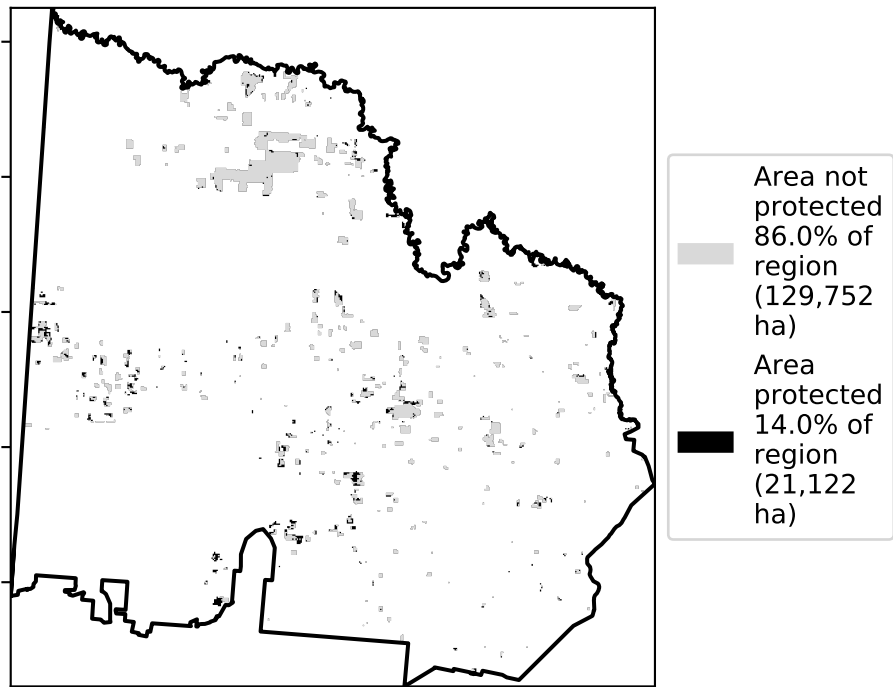 Area not
protected
86.0% of
region
(129,752
ha)
Area
protected
14.0% of
region
(21,122
ha)